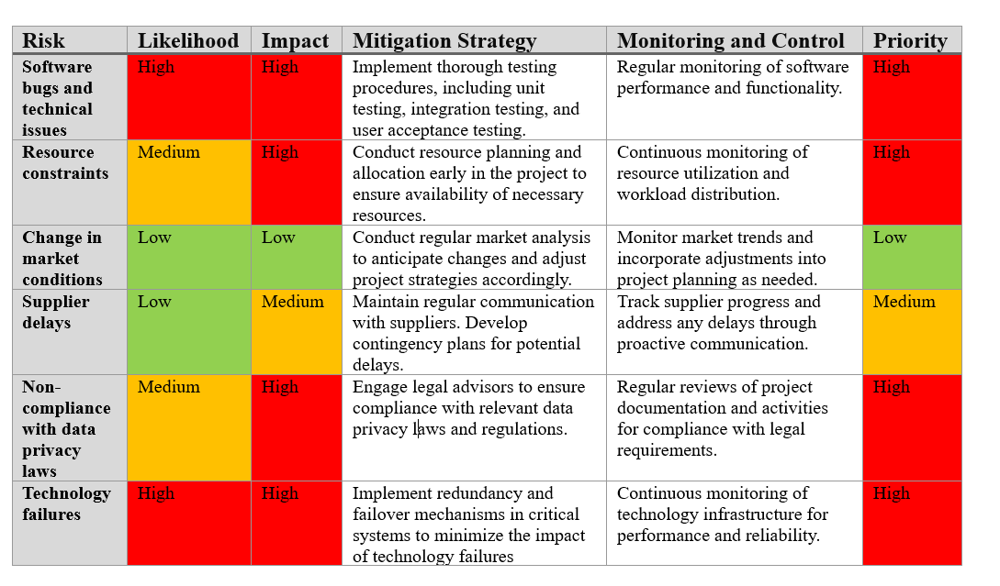 Risk Likelihood Impact Mitigation Strategy Monitoring and Control Priority
Software High High Implement thorough testing Regular monitoring of software High
bugs and procedures, including unit performance and functionality.
technical testing, integration testing, and
issues user acceptance testing.
Resource Medium High Conduct resource planning and Continuous monitoring of High
constraints allocation early in the project to resource utilization and
ensure availability of necessary workload distribution.
resources.
Change in Low Low Conduct regular market analysis Monitor market trends and Low
market to anticipate changes and adjust incorporate adjustments into
conditions project strategies accordingly. project planning as needed.
Supplier Low Medium Maintain regular communication Track supplier progress and Medium
delays with suppliers. Develop address any delays through
contingency plans for potential proactive communication.
delays.
Non- Medium High Engage legal advisors to ensure Regular reviews of project High
compliance compliance with relevant data documentation and activities
with data privacy laws and regulations. for compliance with legal
privacy requirements.
laws
Technology High High Implement redundancy and Continuous monitoring of High
failures failover mechanisms in critical technology infrastructure for
systems to minimize the impact performance and reliability.
of technology failures